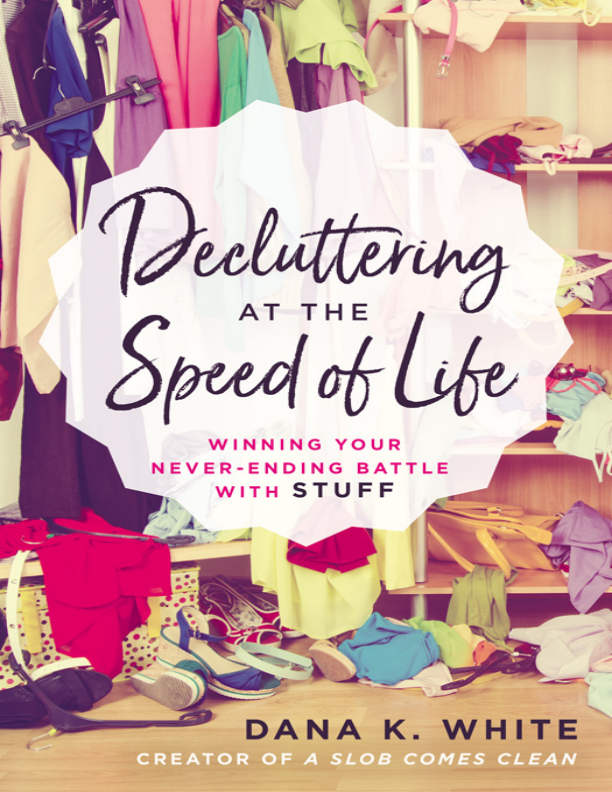 Decluttering
AT THE
Speed of Life
WINNING YOUR
NEVER-ENDING BATTLE
WITH STUFF
DANA K. WHITE
CREATOR OF A SLOB COMES CLEAN